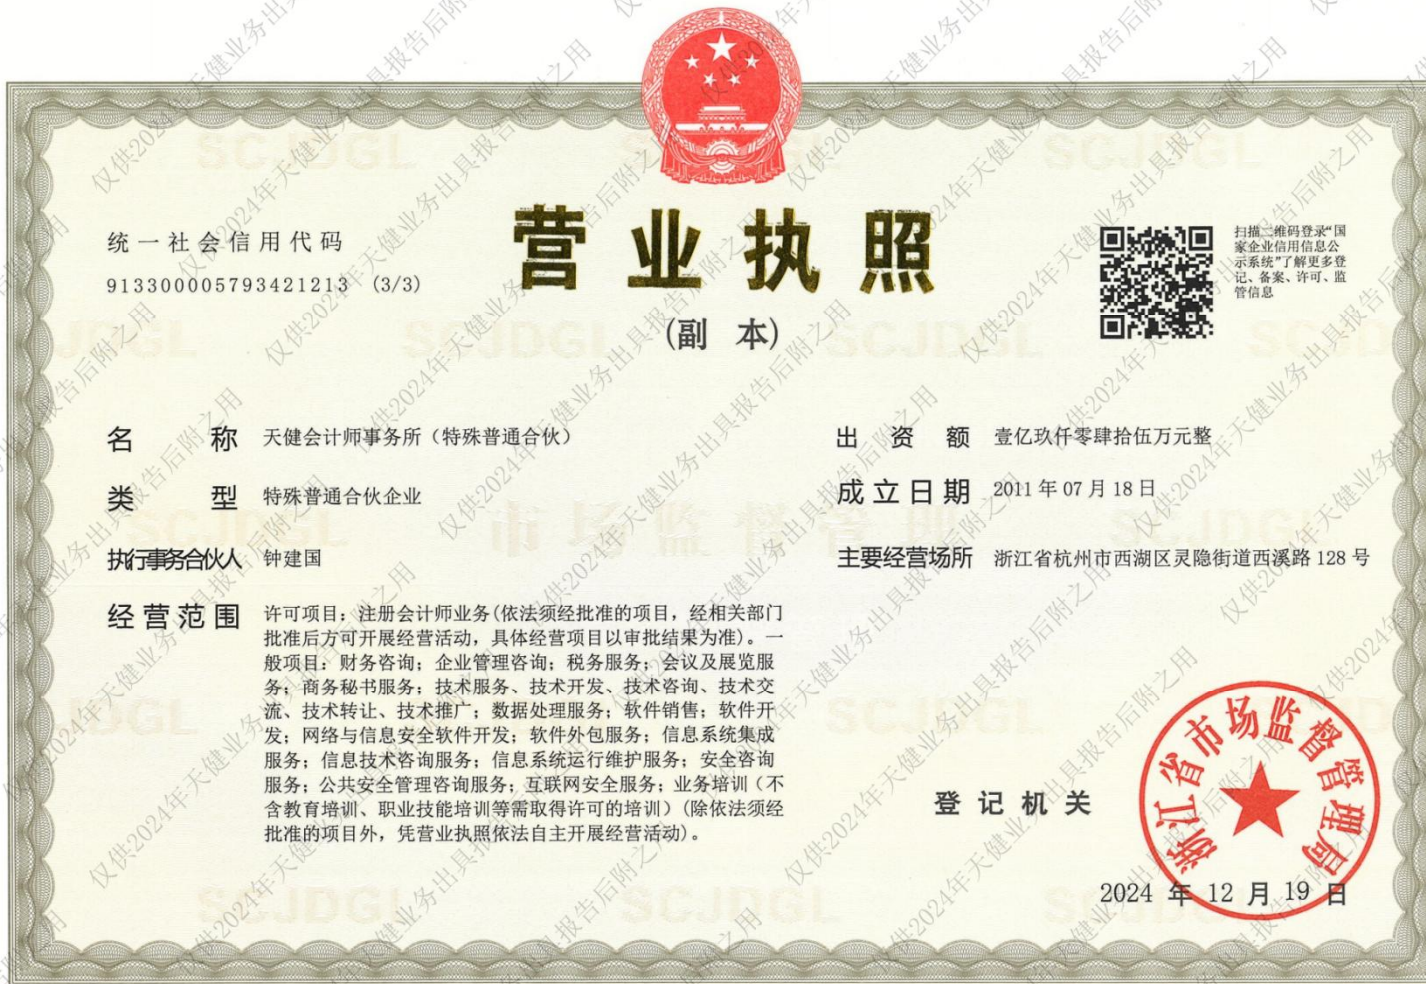 营业执照
(副 本)
统一社会信用代码
913300005793421213 (3/3)
扫描二维码登录“国
家企业信用信息公
示系统”了解更多登
记、备案、许可、监
管信息
名 称 天健会计师事务所（特殊普通合伙）
类 型 特殊普通合伙企业
执行事务合伙人 钟建国
经营范围 许可项目：注册会计师业务(依法须经批准的项目，经相关部门
批准后方可开展经营活动，具体经营项目以审批结果为准)。一
般项目：财务咨询；企业管理咨询；税务服务；会议及展览服
务；商务秘书服务；技术服务、技术开发、技术咨询、技术交
流、技术转让、技术推广；数据处理服务；软件销售；软件开
发；网络与信息安全软件开发；软件外包服务；信息系统集成
服务；信息技术咨询服务；信息系统运行维护服务；安全咨询
服务；公共安全管理咨询服务；互联网安全服务；业务培训（不
含教育培训、职业技能培训等需取得许可的培训）(除依法须经
批准的项目外，凭营业执照依法自主开展经营活动)。
出 资 额 壹亿玖仟零肆拾伍万元整
成立日期 2011 年 07 月 18 日
主要经营场所 浙江省杭州市西湖区灵隐街道西溪路 128 号
登记机关
浙江省市场监督管理局
2024 年 12 月 19 日
市场监督管理
SCJDGL
仅供2024年天健业务出具报告后附之用